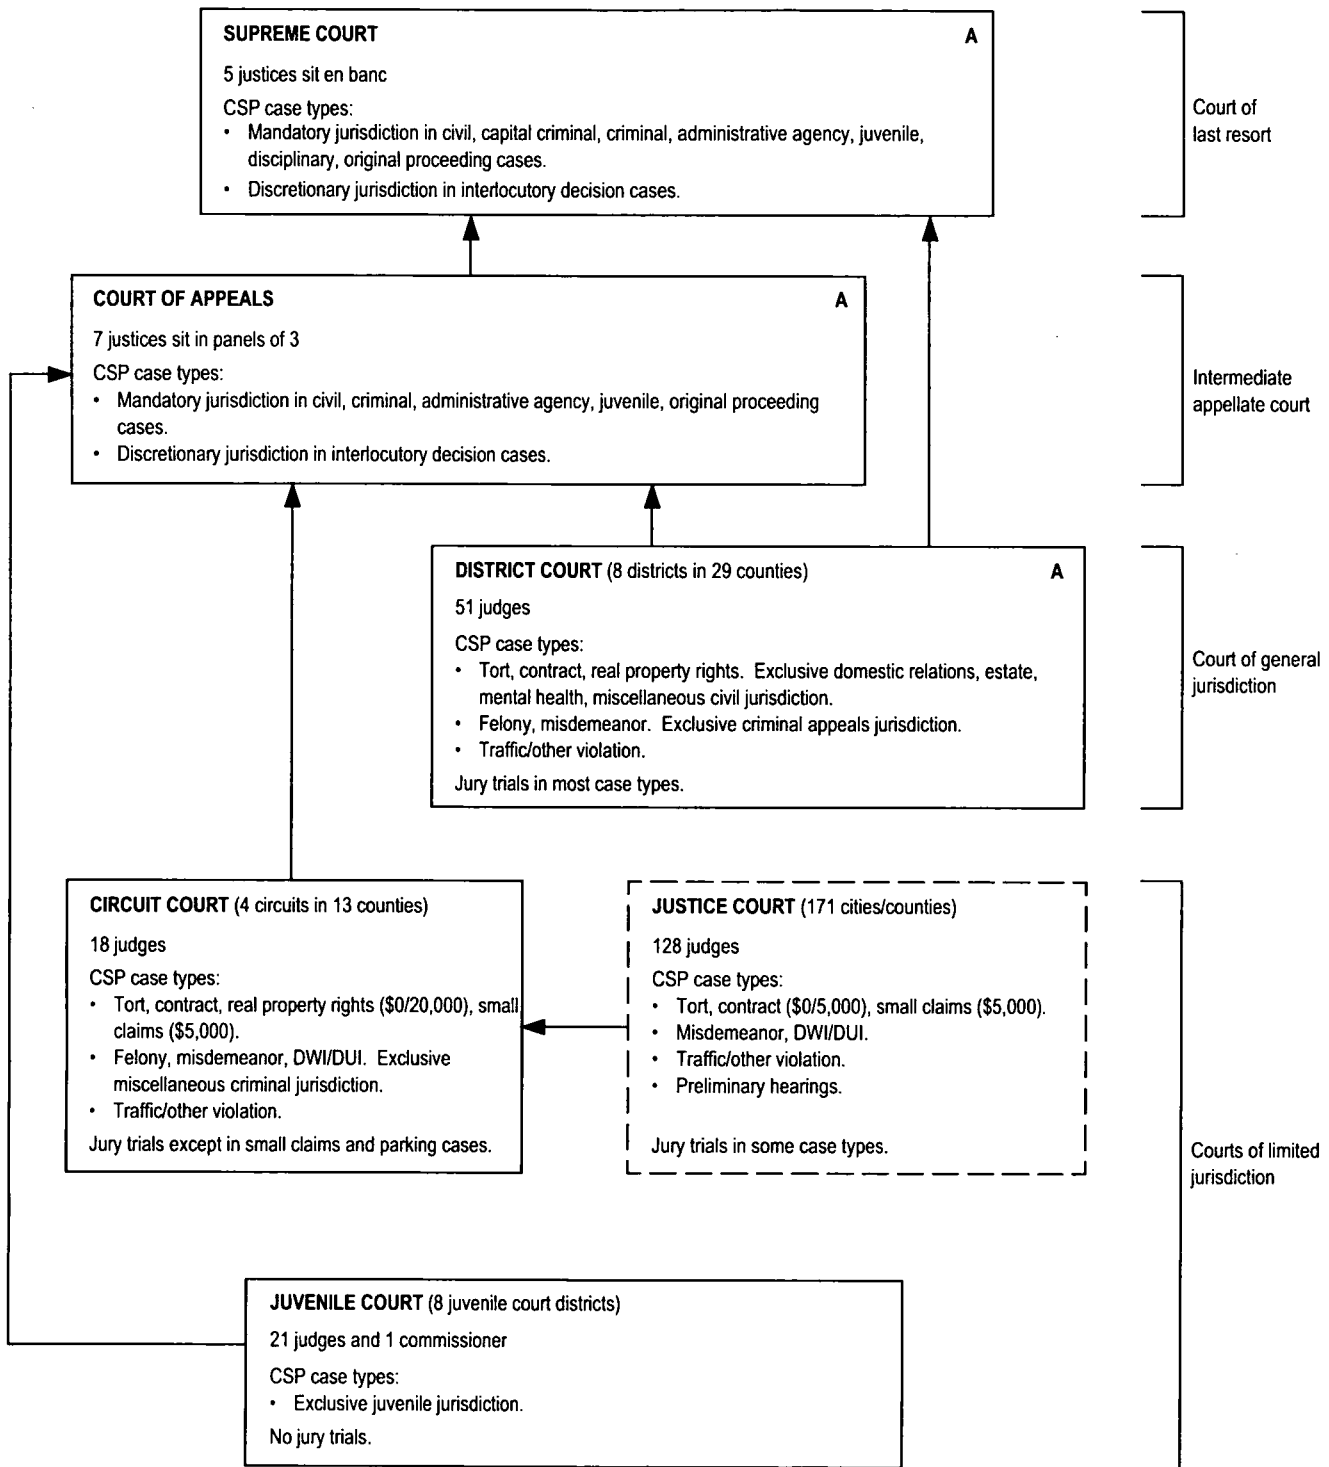 SUPREME COURT A
5 justices sit en banc
CSP case types:
• Mandatory jurisdiction in civil, capital criminal, criminal, administrative agency, juvenile,
disciplinary, original proceeding cases.
• Discretionary jurisdiction in interlocutory decision cases.
Court of
last resort
COURT OF APPEALS A
7 justices sit in panels of 3
CSP case types:
• Mandatory jurisdiction in civil, criminal, administrative agency, juvenile, original proceeding
cases.
• Discretionary jurisdiction in interlocutory decision cases.
Intermediate
appellate court
DISTRICT COURT (8 districts in 29 counties) A
51 judges
CSP case types:
• Tort, contract, real property rights. Exclusive domestic relations, estate,
mental health, miscellaneous civil jurisdiction.
• Felony, misdemeanor. Exclusive criminal appeals jurisdiction.
• Traffic/other violation.
Jury trials in most case types.
Court of general
jurisdiction
CIRCUIT COURT (4 circuits in 13 counties)
18 judges
CSP case types:
• Tort, contract, real property rights ($0/20,000), small
claims ($5,000).
• Felony, misdemeanor, DWI/DUI. Exclusive
miscellaneous criminal jurisdiction.
• Traffic/other violation.
Jury trials except in small claims and parking cases.
JUSTICE COURT (171 cities/counties)
128 judges
CSP case types:
• Tort, contract ($0/5,000), small claims ($5,000).
• Misdemeanor, DWI/DUI.
• Traffic/other violation.
• Preliminary hearings.
Jury trials in some case types.
Courts of limited
jurisdiction
JUVENILE COURT (8 juvenile court districts)
21 judges and 1 commissioner
CSP case types:
• Exclusive juvenile jurisdiction.
No jury trials.